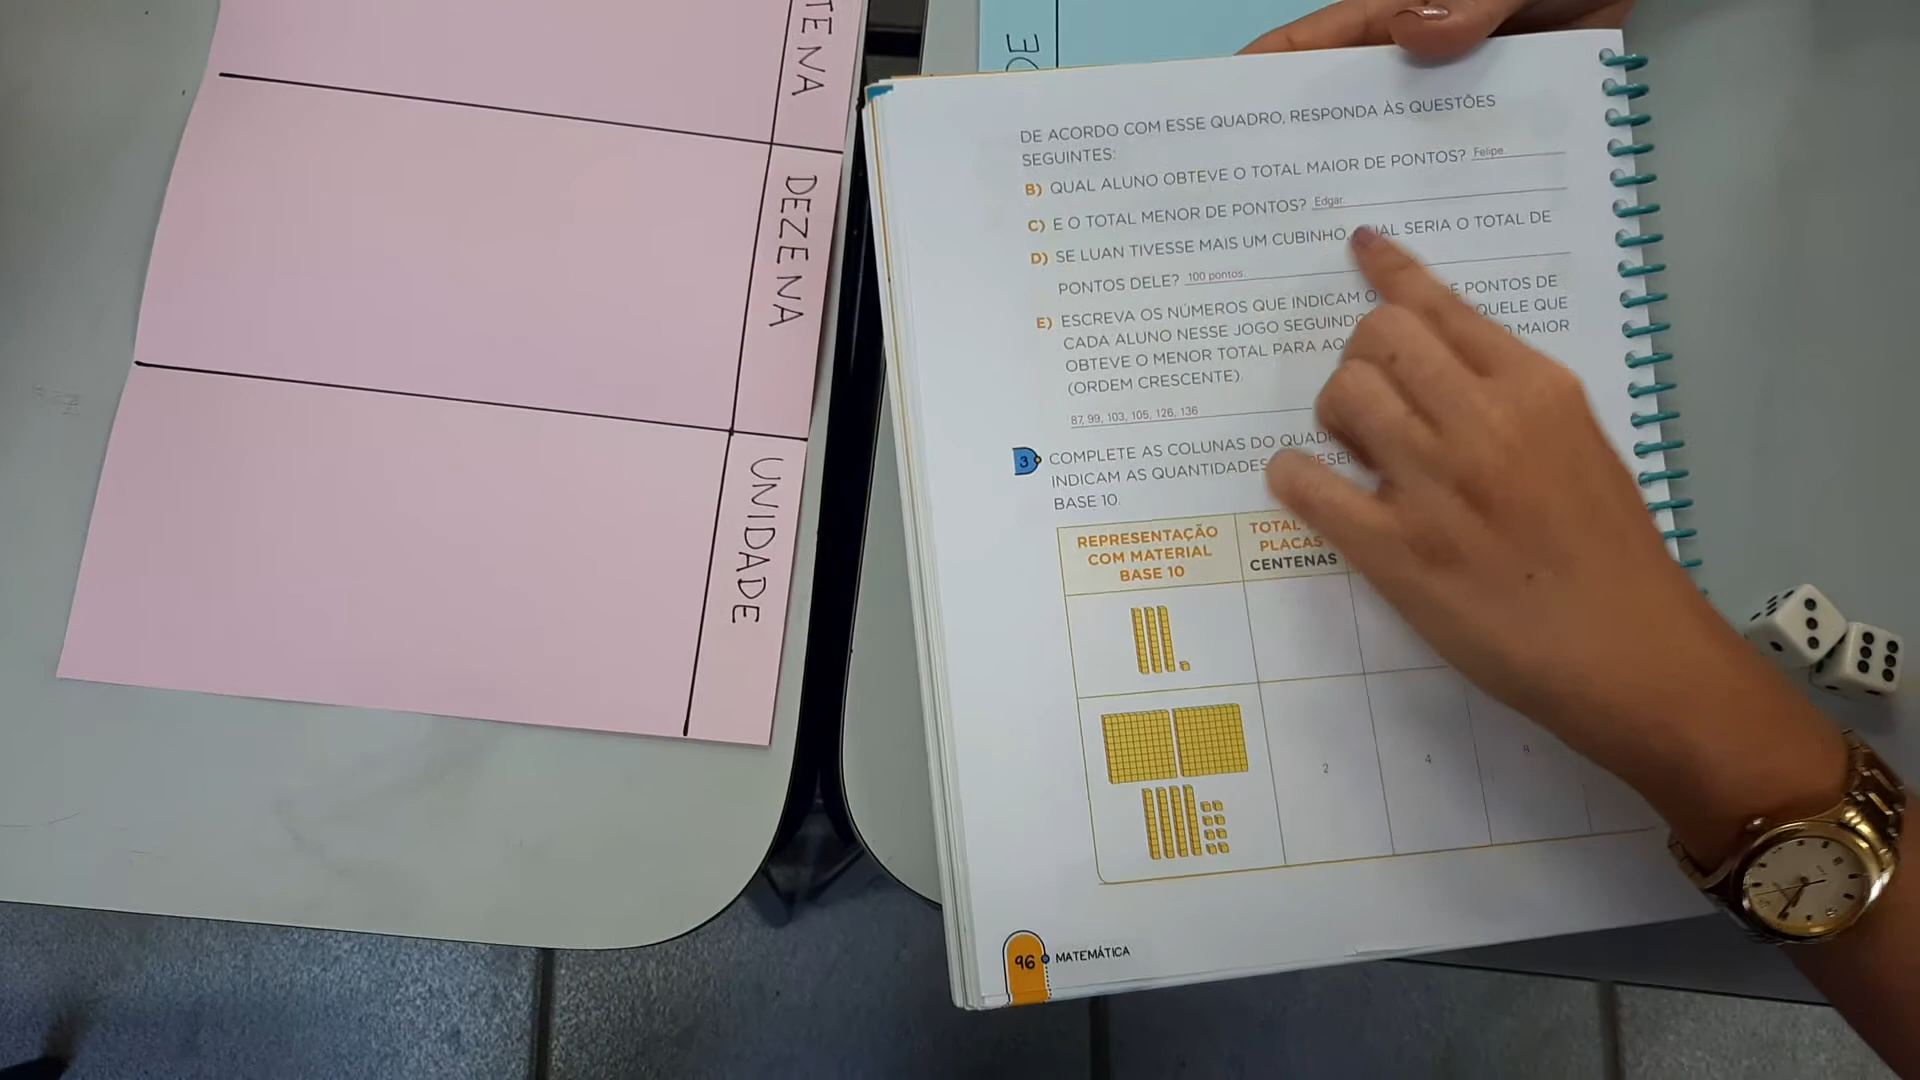 TENA
DEZENA
UNIDADE
DE
DE ACORDO COM ESSE QUADRO, RESPONDA ÀS QUESTÕES
SEGUINTES:
B) QUAL ALUNO OBTEVE O TOTAL MAIOR DE PONTOS? Felipe.
C) E O TOTAL MENOR DE PONTOS? Edgar.
D) SE LUAN TIVESSE MAIS UM CUBINHO, QUAL SERIA O TOTAL DE
PONTOS DELE? 100 pontos.
E) ESCREVA OS NÚMEROS QUE INDICAM O DE PONTOS DE
CADA ALUNO NESSE JOGO SEGUINDO QUELE QUE
OBTEVE O MENOR TOTAL PARA MAIOR
(ORDEM CRESCENTE).
87, 99, 103, 105, 126, 136
3 COMPLETE AS COLUNAS DO
INDICAM AS QUANTIDADES
BASE 10.
REPRESENTAÇÃO
COM MATERIAL
BASE 10
TOTAL
PLACAS
CENTENAS
2 4 8
96 MATEMÁTICA